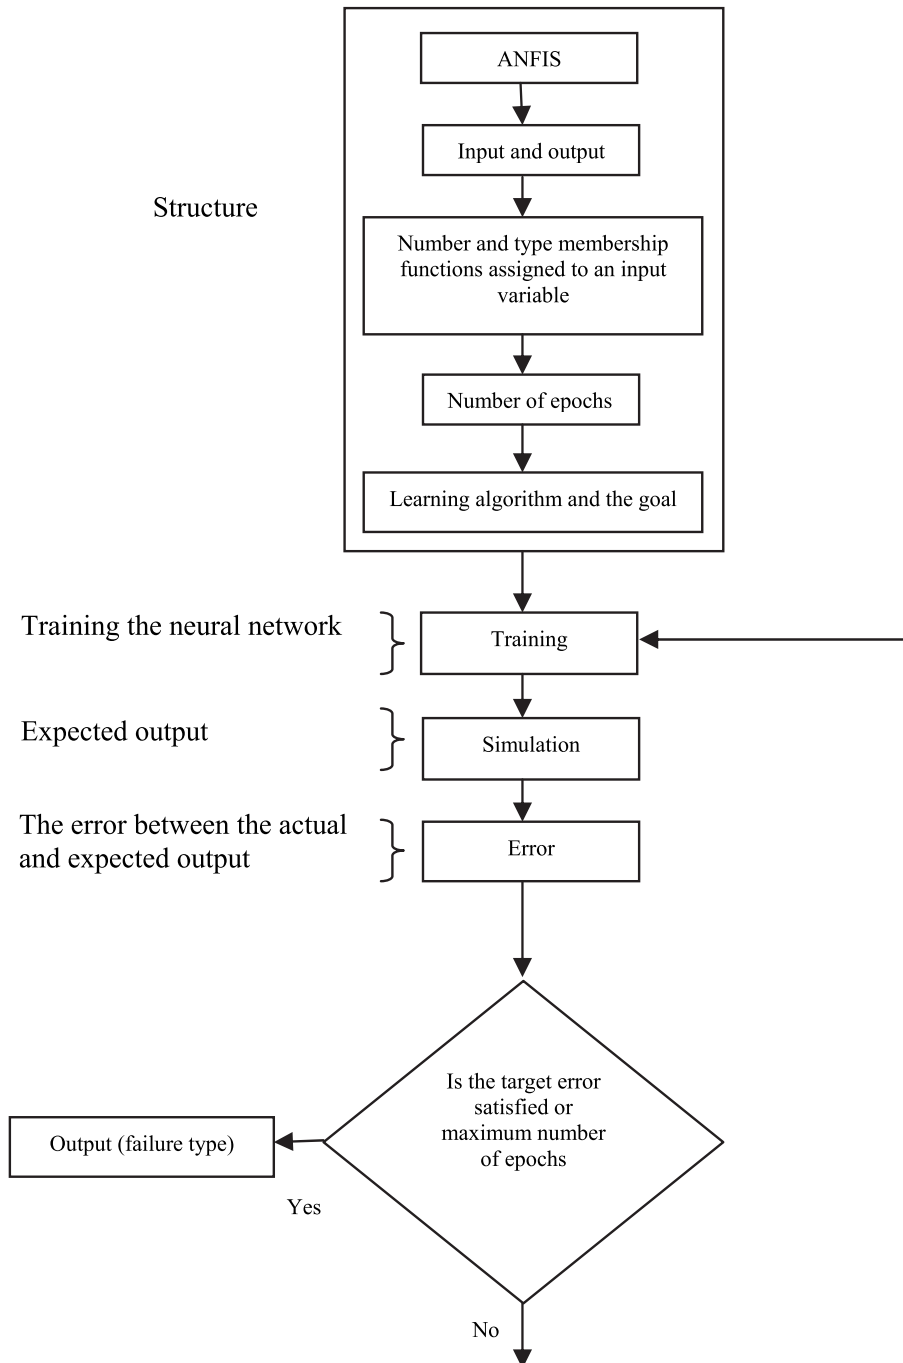 ANFIS
Input and output
Structure
Number and type membership
functions assigned to an input
variable
Number of epochs
Learning algorithm and the goal
Training the neural network
Training
Expected output
Simulation
The error between the actual
and expected output
Error
Is the target error
satisfied or
maximum number
of epochs
Output (failure type)
Yes
No